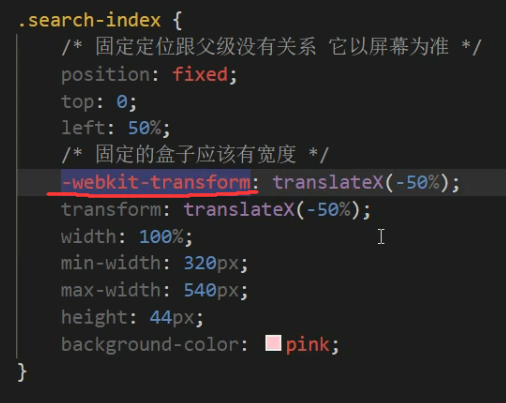 .search-index {
/* 固定定位跟父级没有关系 它以屏幕为准 */
position: fixed;
top: 0;
left: 50%;
/* 固定的盒子应该有宽度 */
-webkit-transform: translateX(-50%);
transform: translateX(-50%);
width: 100%;
min-width: 320px;
max-width: 540px;
height: 44px;
background-color: pink;
}